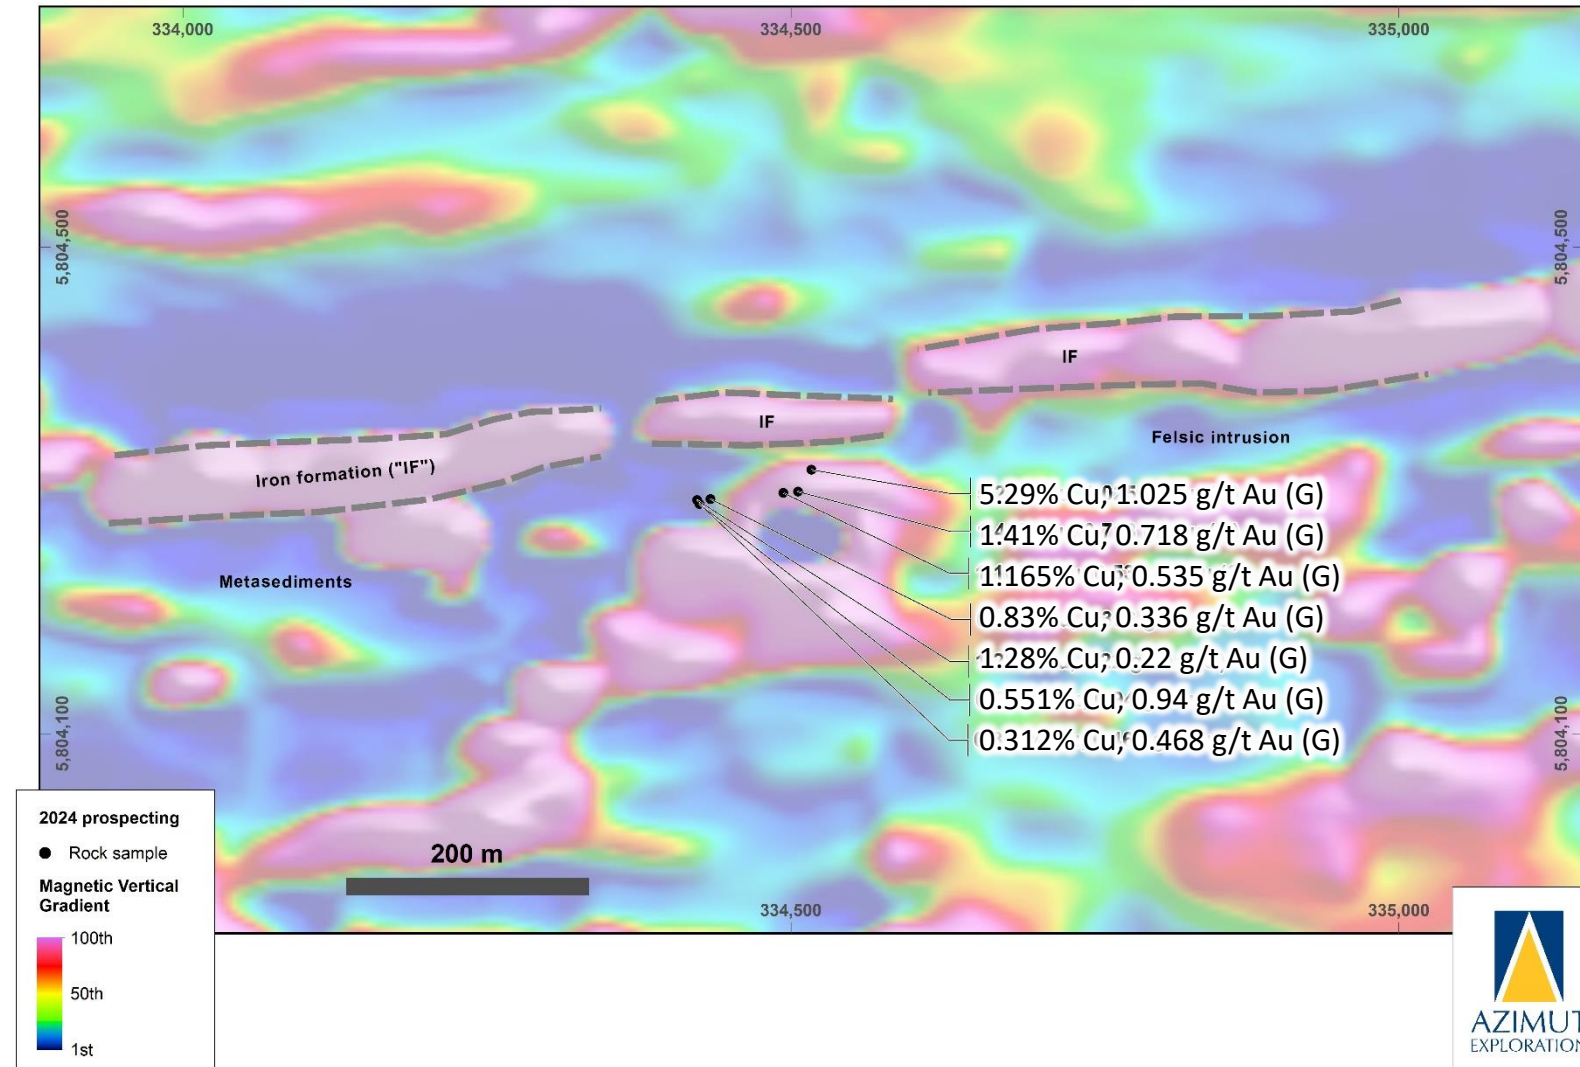 334,000
334,500
335,000
5,804,500
5,804,500
IF
IF
Felsic intrusion
Iron formation ("IF")
5.29% Cu; 1.025 g/t Au (G)
1.41% Cu; 0.718 g/t Au (G)
1.165% Cu; 0.535 g/t Au (G)
Metasediments
0.83% Cu; 0.336 g/t Au (G)
1.28% Cu; 0.22 g/t Au (G)
0.551% Cu; 0.94 g/t Au (G)
0.312% Cu; 0.468 g/t Au (G)
5,804,100
5,804,100
2024 prospecting
Rock sample
Magnetic Vertical
Gradient
100th
50th
1st
200 m
334,500
335,000
AZIMUT
EXPLORATION